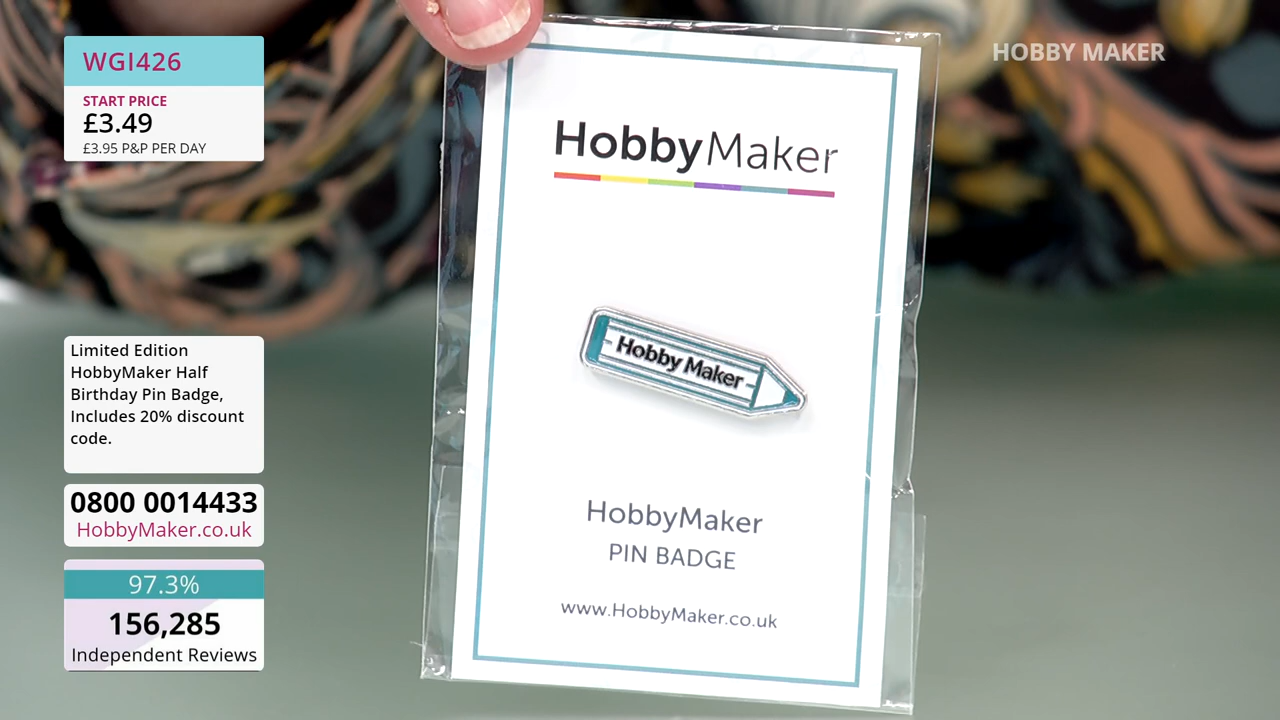 WGI426
START PRICE
£3.49
£3.95 P&P PER DAY
Limited Edition
HobbyMaker Half
Birthday Pin Badge,
Includes 20% discount
code.
0800 0014433
HobbyMaker.co.uk
97.3%
156,285
Independent Reviews
HOBBY MAKER
HobbyMaker
Hobby Maker
HobbyMaker
PIN BADGE
www.HobbyMaker.co.uk